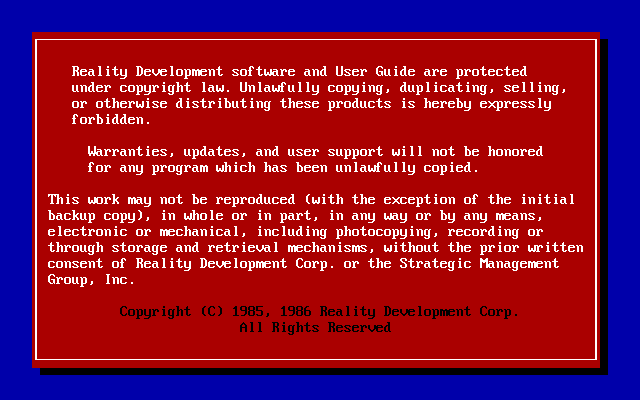 Reality Development software and User Guide are protected
under copyright law. Unlawfully copying, duplicating, selling,
or otherwise distributing these products is hereby expressly
forbidden.
Warranties, updates, and user support will not be honored
for any program which has been unlawfully copied.
This work may not be reproduced (with the exception of the initial
backup copy), in whole or in part, in any way or by any means,
electronic or mechanical, including photocopying, recording or
through storage and retrieval mechanisms, without the prior written
consent of Reality Development Corp. or the Strategic Management
Group, Inc.
Copyright (C) 1985, 1986 Reality Development Corp.
All Rights Reserved